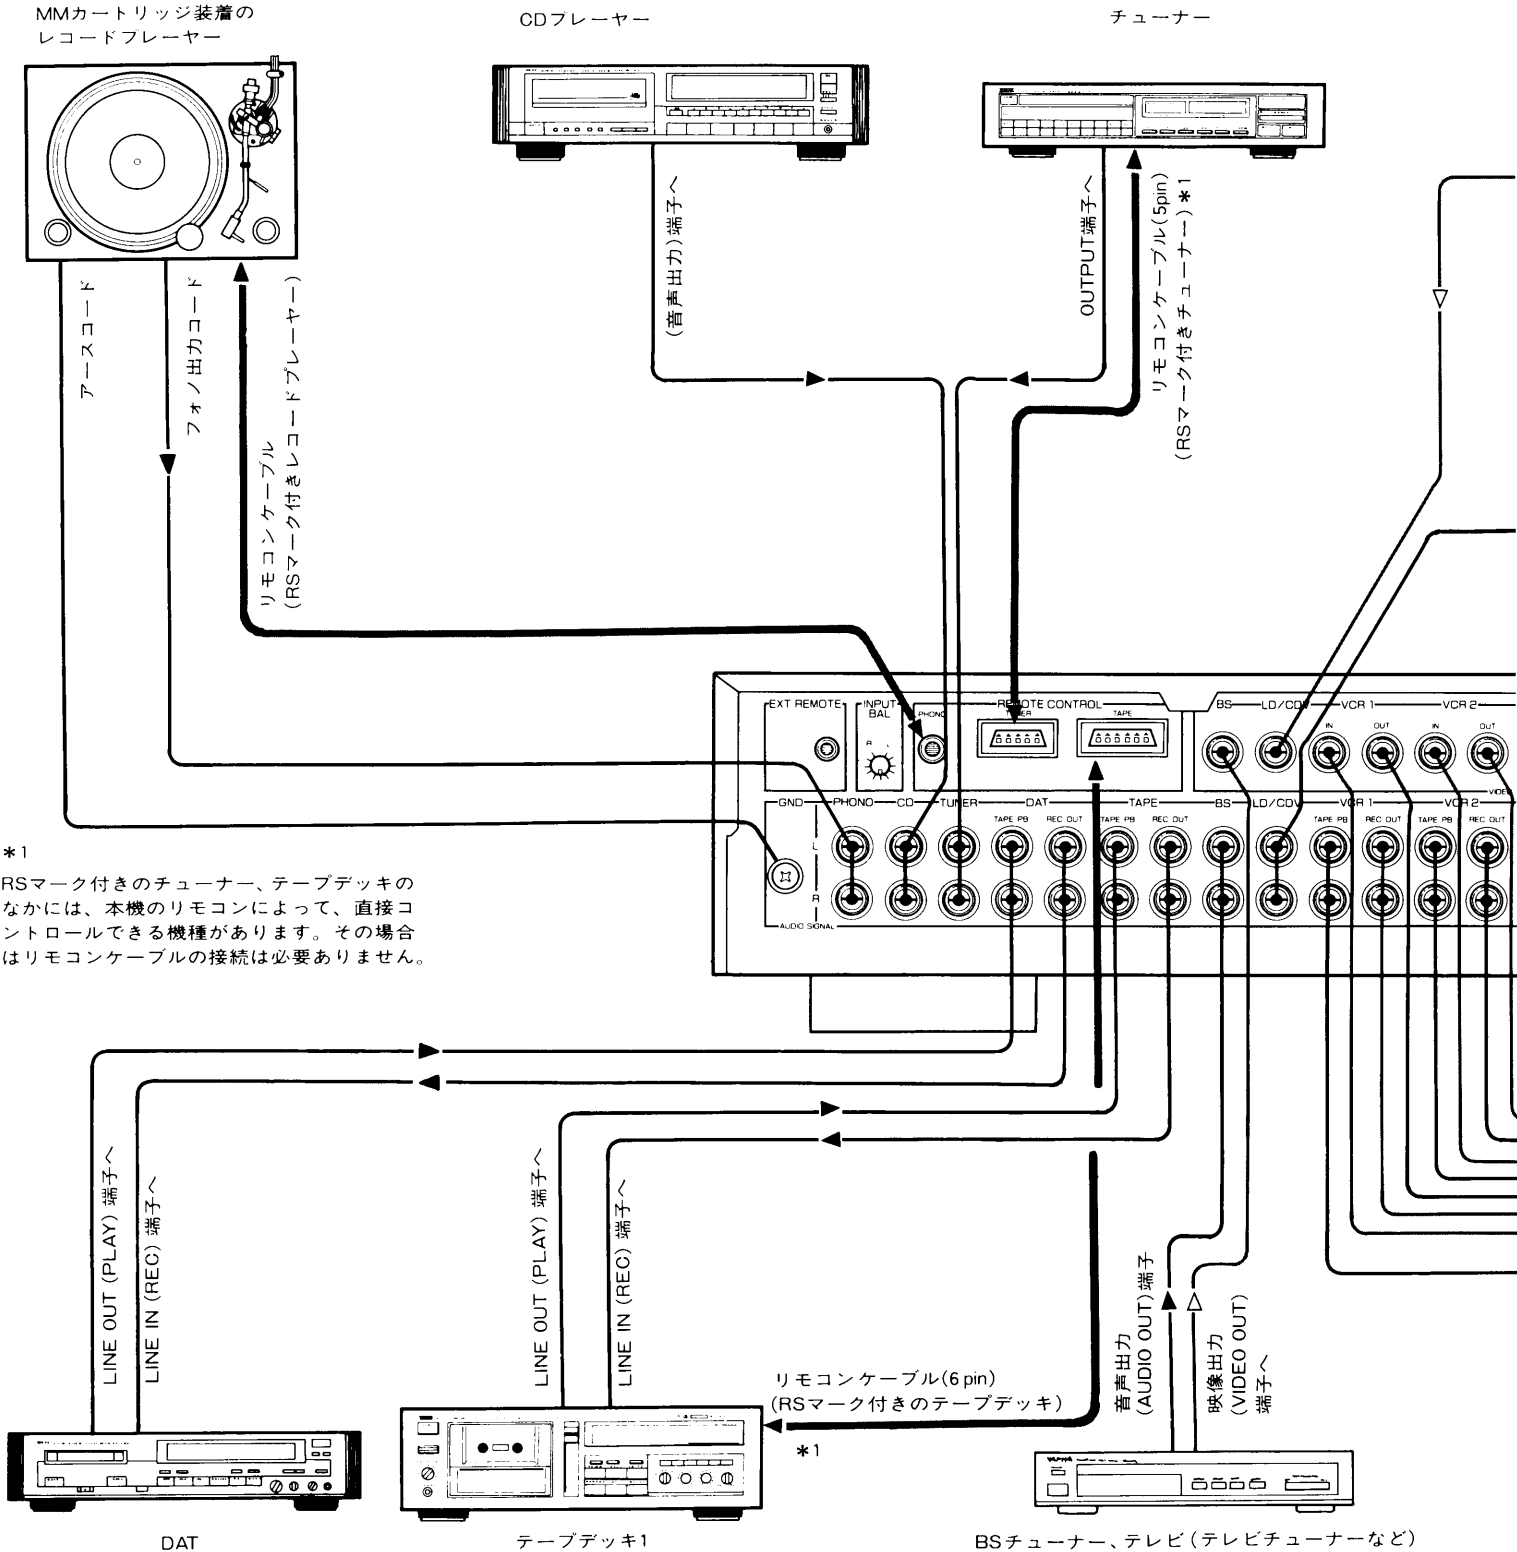 MMカートリッジ装着の
レコードプレーヤー
CDプレーヤー
チューナー
アースコード
フォノ出力コード
リモコンケーブル
(RSマーク付きレコードプレーヤー)
(音声出力)端子へ
OUTPUT端子へ
リモコンケーブル(5pin)
(RSマーク付きチューナー)*1
EXT REMOTE
INPUT
BAL
R L
REMOTE CONTROL
PHONO
TUNER
TAPE
BS
LD/CDV
VCR 1
VCR 2
IN
OUT
IN
OUT
VIDEO
GND
PHONO
CD
TUNER
DAT
TAPE
BS
LD/CDV
VCR 1
VCR 2
TAPE PB
REC OUT
TAPE PB
REC OUT
TAPE PB
REC OUT
TAPE PB
REC OUT
L
R
AUDIO SIGNAL
*1
RSマーク付きのチューナー、テープデッキの
なかには、本機のリモコンによって、直接コ
ントロールできる機種があります。その場合
はリモコンケーブルの接続は必要ありません。
LINE OUT (PLAY) 端子へ
LINE IN (REC) 端子へ
LINE OUT (PLAY) 端子へ
LINE IN (REC) 端子へ
リモコンケーブル(6pin)
(RSマーク付きのテープデッキ)
*1
音声出力
(AUDIO OUT)端子
映像出力
(VIDEO OUT)
端子へ
DAT
テープデッキ1
BSチューナー、テレビ(テレビチューナーなど)